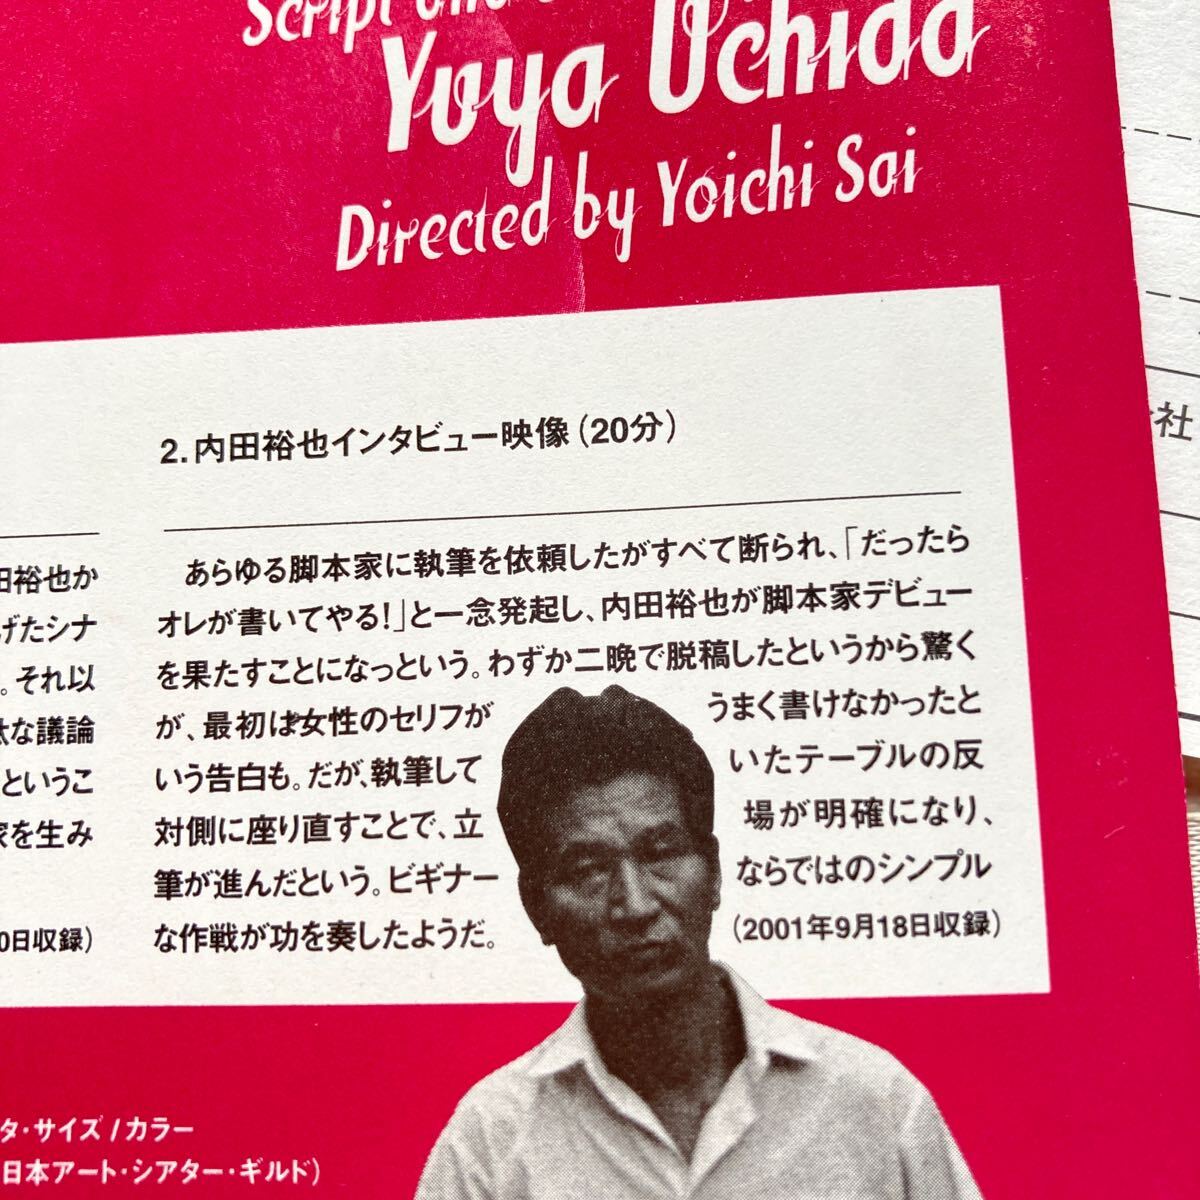 Script and
Yuya Uchida
Directed by Yoichi Sai
2.内田裕也インタビュー映像(20分)
あらゆる脚本家に執筆を依頼したがすべて断られ、「だったら
オレが書いてやる!」と一念発起し、内田裕也が脚本家デビュー
を果たすことになっという。わずか二晩で脱稿したというから驚く
が、最初は女性のセリフが うまく書けなかったと
いう告白も。だが、執筆して いたテーブルの反
対側に座り直すことで、立 場が明確になり、
筆が進んだという。ビギナー ならではのシンプル
な作戦が功を奏したようだ。 (2001年9月18日収録)
田裕也か
げたシナ
。それ以
な議論
というこ
家を生み
0日収録)
タ・サイズ/カラー
日本アート・シアター・ギルド)
社